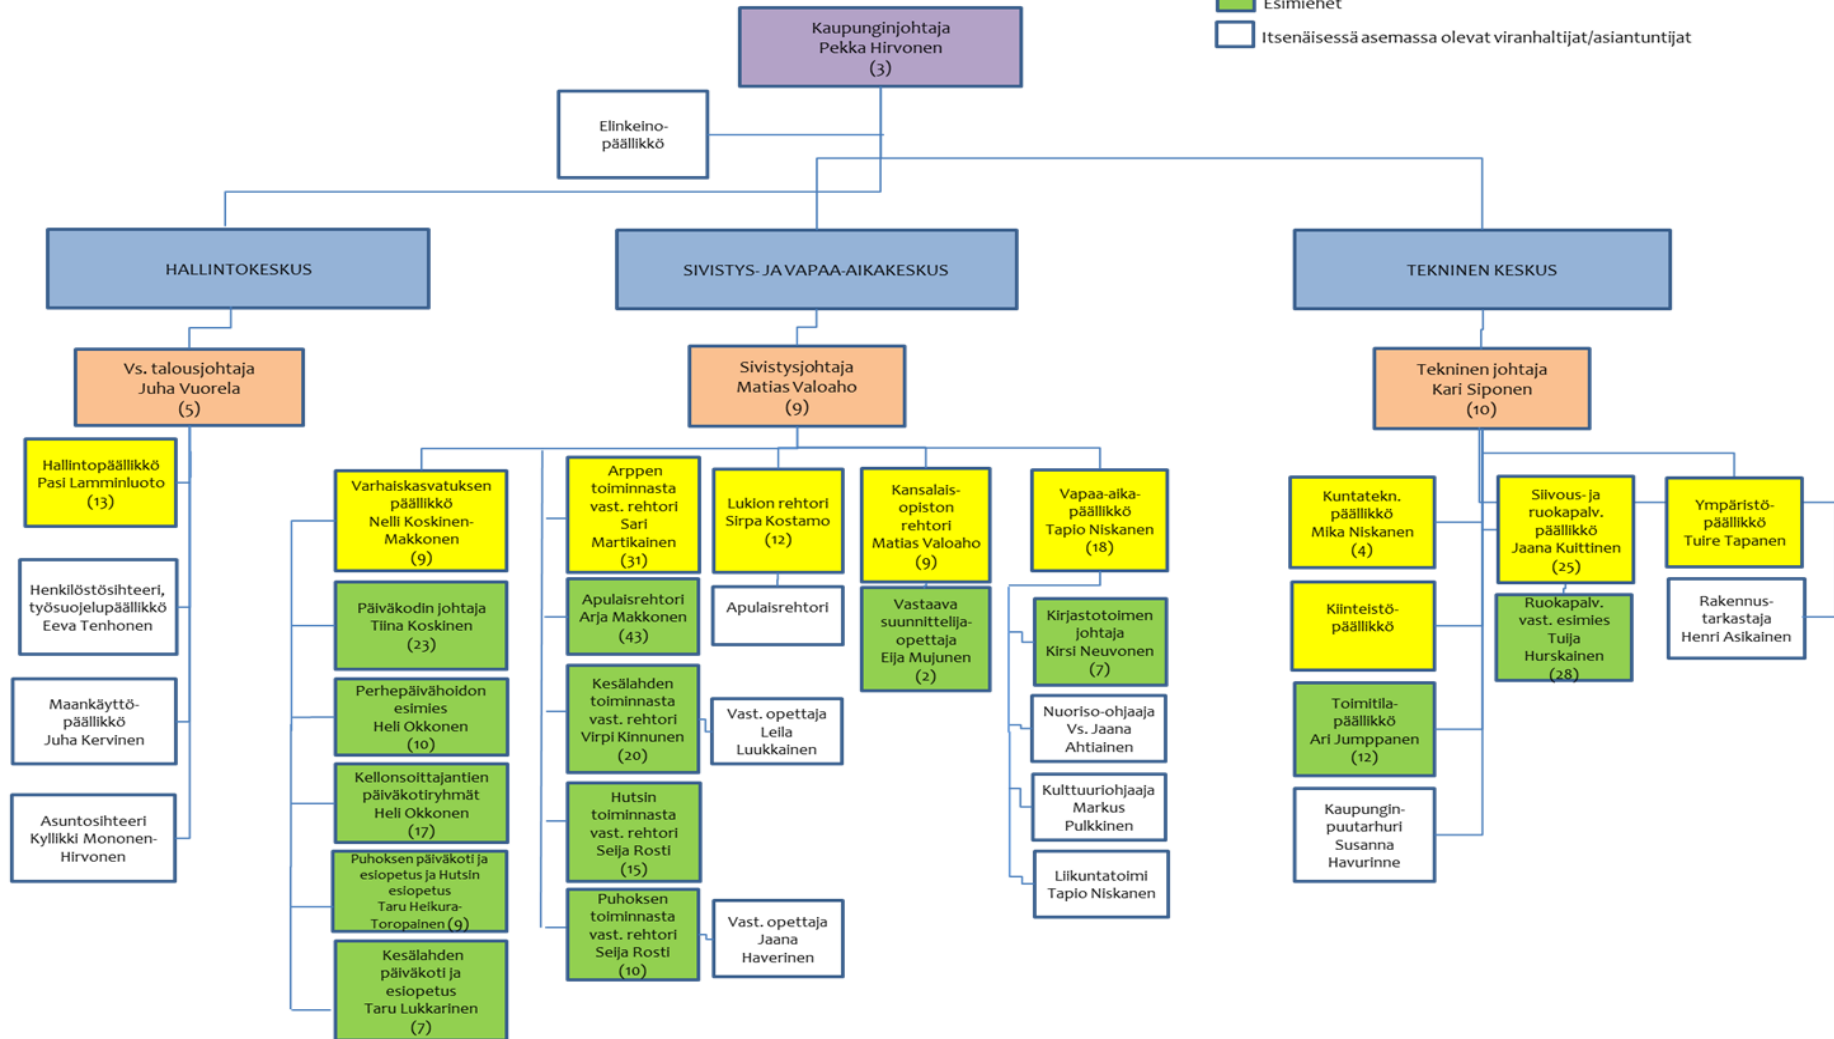 Esimiehet
Itsenäisessä asemassa olevat viranhaltijat/asiantuntijat
Kaupunginjohtaja
Pekka Hirvonen
(3)
Elinkeino-
päällikkö
HALLINTOKESKUS
SIVISTYS- JA VAPAA-AIKAKESKUS
TEKNINEN KESKUS
Vs. talousjohtaja
Juha Vuorela
(5)
Sivistysjohtaja
Matias Valoaho
(9)
Tekninen johtaja
Kari Siponen
(10)
Hallintopäällikkö
Pasi Lamminluoto
(13)
Henkilöstösihteeri,
työsuojelupäällikkö
Eeva Tenhonen
Maankäyttö-
päällikkö
Juha Kervinen
Asuntosihteeri
Kyllikki Mononen-
Hirvonen
Varhaiskasvatuksen
päällikkö
Nelli Koskinen-
Makkonen
(9)
Päiväkodin johtaja
Tiina Koskinen
(23)
Perhepäivähoidon
esimies
Heli Okkonen
(10)
Kellonsoittajantien
päiväkotiryhmät
Heli Okkonen
(17)
Puhoksen päiväkoti ja
esiopetus ja Hutsin
esiopetus
Taru Heikura-
Toropainen (9)
Kesälahden
päiväkoti ja
esiopetus
Taru Lukkarinen
(7)
Arppen
toiminnasta
vast. rehtori
Sari
Martikainen
(31)
Apulaisrehtori
Arja Makkonen
(43)
Kesälahden
toiminnasta
vast. rehtori
Virpi Kinnunen
(20)
Hutsin
toiminnasta
vast. rehtori
Seija Rosti
(15)
Puhoksen
toiminnasta
vast. rehtori
Seija Rosti
(10)
Lukion rehtori
Sirpa Kostamo
(12)
Apulaisrehtori
Vast. opettaja
Leila
Luukkainen
Vast. opettaja
Jaana
Haverinen
Kansalais-
opiston
rehtori
Matias Valoaho
(9)
Vastaava
suunnittelija-
opettaja
Eija Mujunen
(2)
Vapaa-aika-
päällikkö
Tapio Niskanen
(18)
Kirjastotoimen
johtaja
Kirsi Neuvonen
(7)
Nuoriso-ohjaaja
Vs. Jaana
Ahtiainen
Kulttuuriohjaaja
Markus
Pulkkinen
Liikuntatoimi
Tapio Niskanen
Kuntatekn.
päällikkö
Mika Niskanen
(4)
Kiinteistö-
päällikkö
Toimitila-
päällikkö
Ari Jumppanen
(12)
Kaupungin-
puutarhuri
Susanna
Havurinne
Siivous- ja
ruokapalv.
päällikkö
Jaana Kuittinen
(25)
Ruokapalv.
vast. esimies
Tuija
Hurskainen
(28)
Ympäristö-
päällikkö
Tuire Tapanen
Rakennus-
tarkastaja
Henri Asikainen